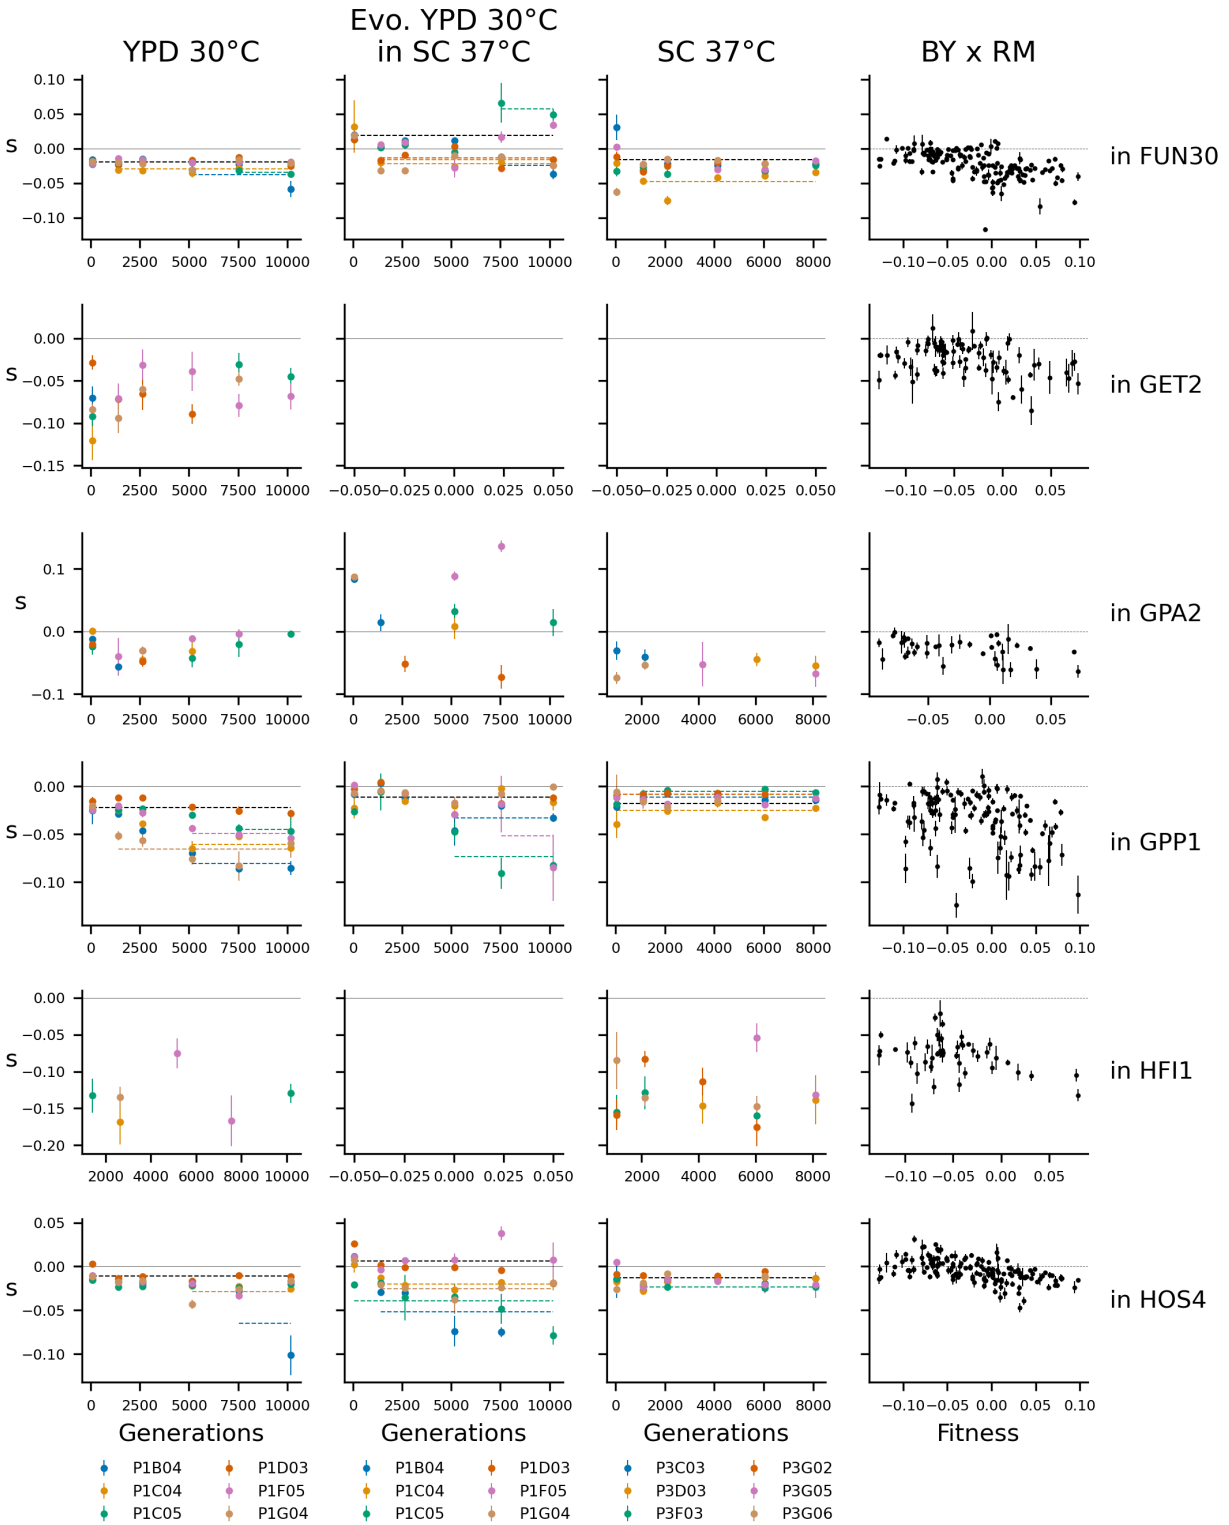 Evo. YPD 30°C
YPD 30°C in SC 37°C SC 37°C BY x RM
0.10
0.05
0.00
−0.05
−0.10
s
in FUN30
0 2500 5000 7500 10000 0 2500 5000 7500 10000 0 2000 4000 6000 8000 −0.10 −0.05 0.00 0.05 0.10
0.00
−0.05
−0.10
−0.15
s
in GET2
0 2500 5000 7500 10000 −0.050 −0.025 0.000 0.025 0.050 −0.050 −0.025 0.000 0.025 0.050 −0.10 −0.05 0.00 0.05
0.1
0.0
−0.1
s
in GPA2
0 2500 5000 7500 10000 0 2500 5000 7500 10000 2000 4000 6000 8000 −0.05 0.00 0.05
0.00
−0.05
−0.10
s
in GPP1
0 2500 5000 7500 10000 0 2500 5000 7500 10000 0 2000 4000 6000 8000 −0.10 −0.05 0.00 0.05 0.10
0.00
−0.05
−0.10
−0.15
−0.20
s
in HFI1
2000 4000 6000 8000 10000 −0.050 −0.025 0.000 0.025 0.050 2000 4000 6000 8000 −0.10 −0.05 0.00 0.05
0.05
0.00
−0.05
−0.10
s
in HOS4
0 2500 5000 7500 10000 0 2500 5000 7500 10000 0 2000 4000 6000 8000 −0.10 −0.05 0.00 0.05 0.10
Generations Generations Generations Fitness
P1B04 P1D03 P1B04 P1D03 P3C03 P3G02
P1C04 P1F05 P1C04 P1F05 P3D03 P3G05
P1C05 P1G04 P1C05 P1G04 P3F03 P3G06